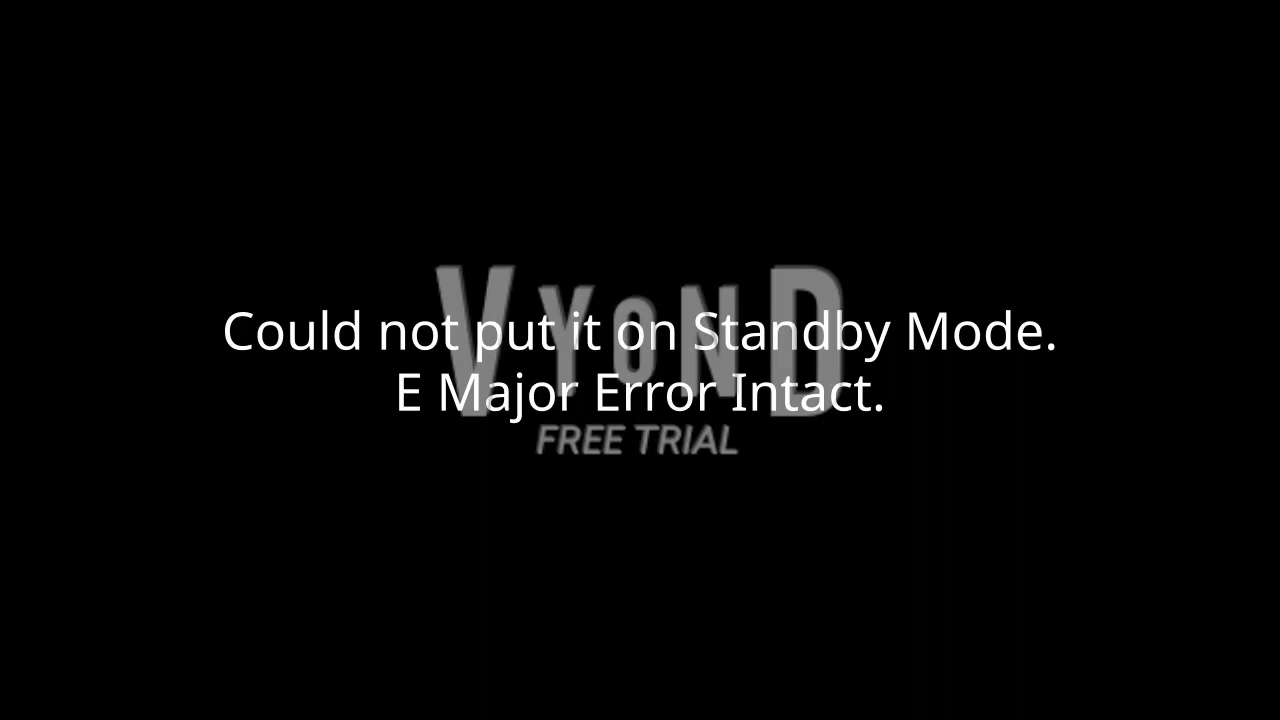 VYOND
Could not put it on Standby Mode.
E Major Error Intact.
FREE TRIAL